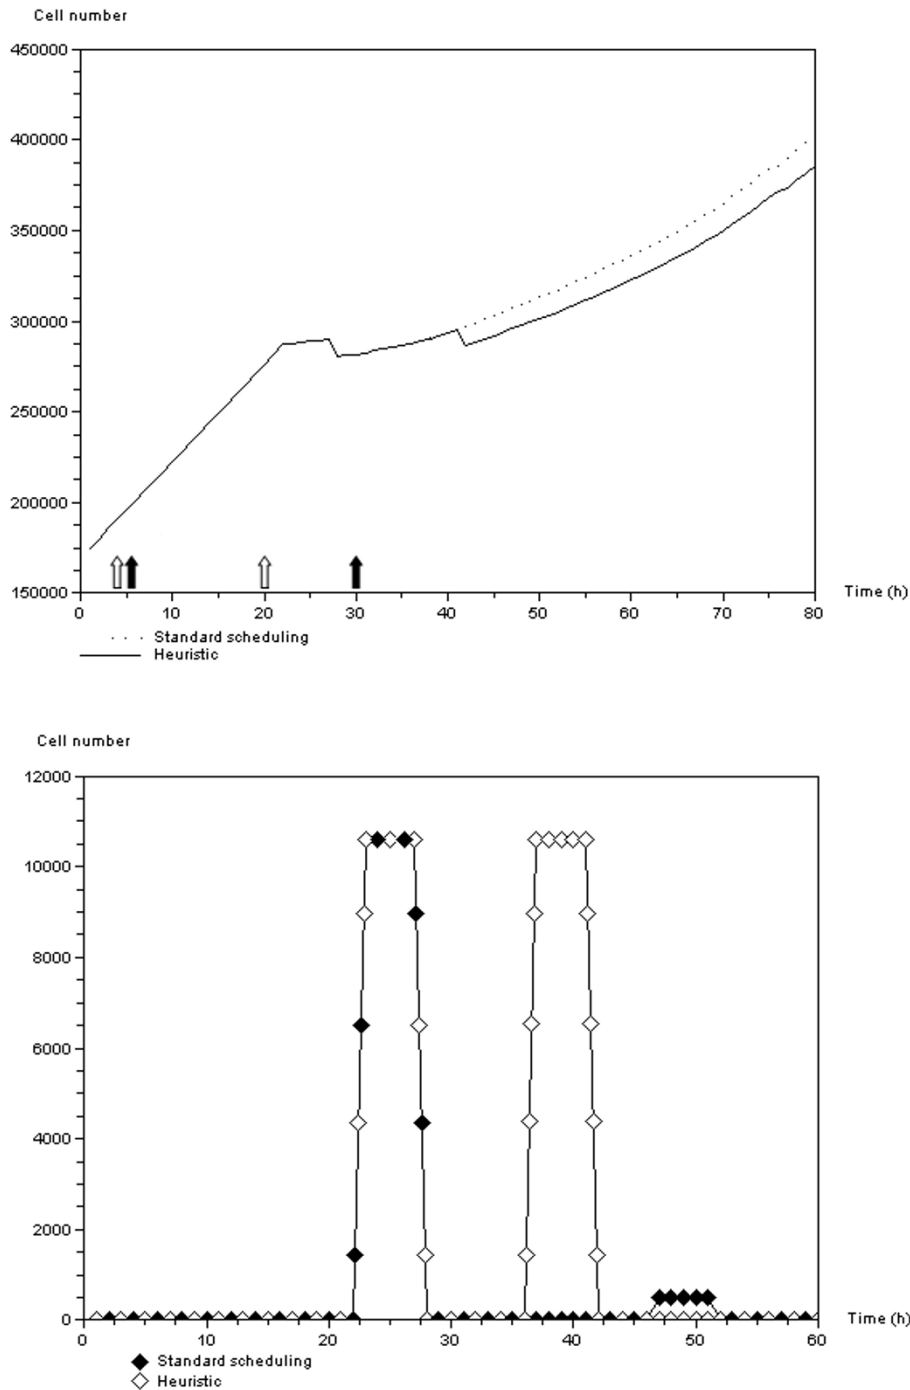 Cell number
450000
400000
350000
300000
250000
200000
150000
0 10 20 30 40 50 60 70 80 Time (h)
Standard scheduling
Heuristic
Cell number
12000
10000
8000
6000
4000
2000
0
0 10 20 30 40 50 60 Time (h)
Standard scheduling
Heuristic